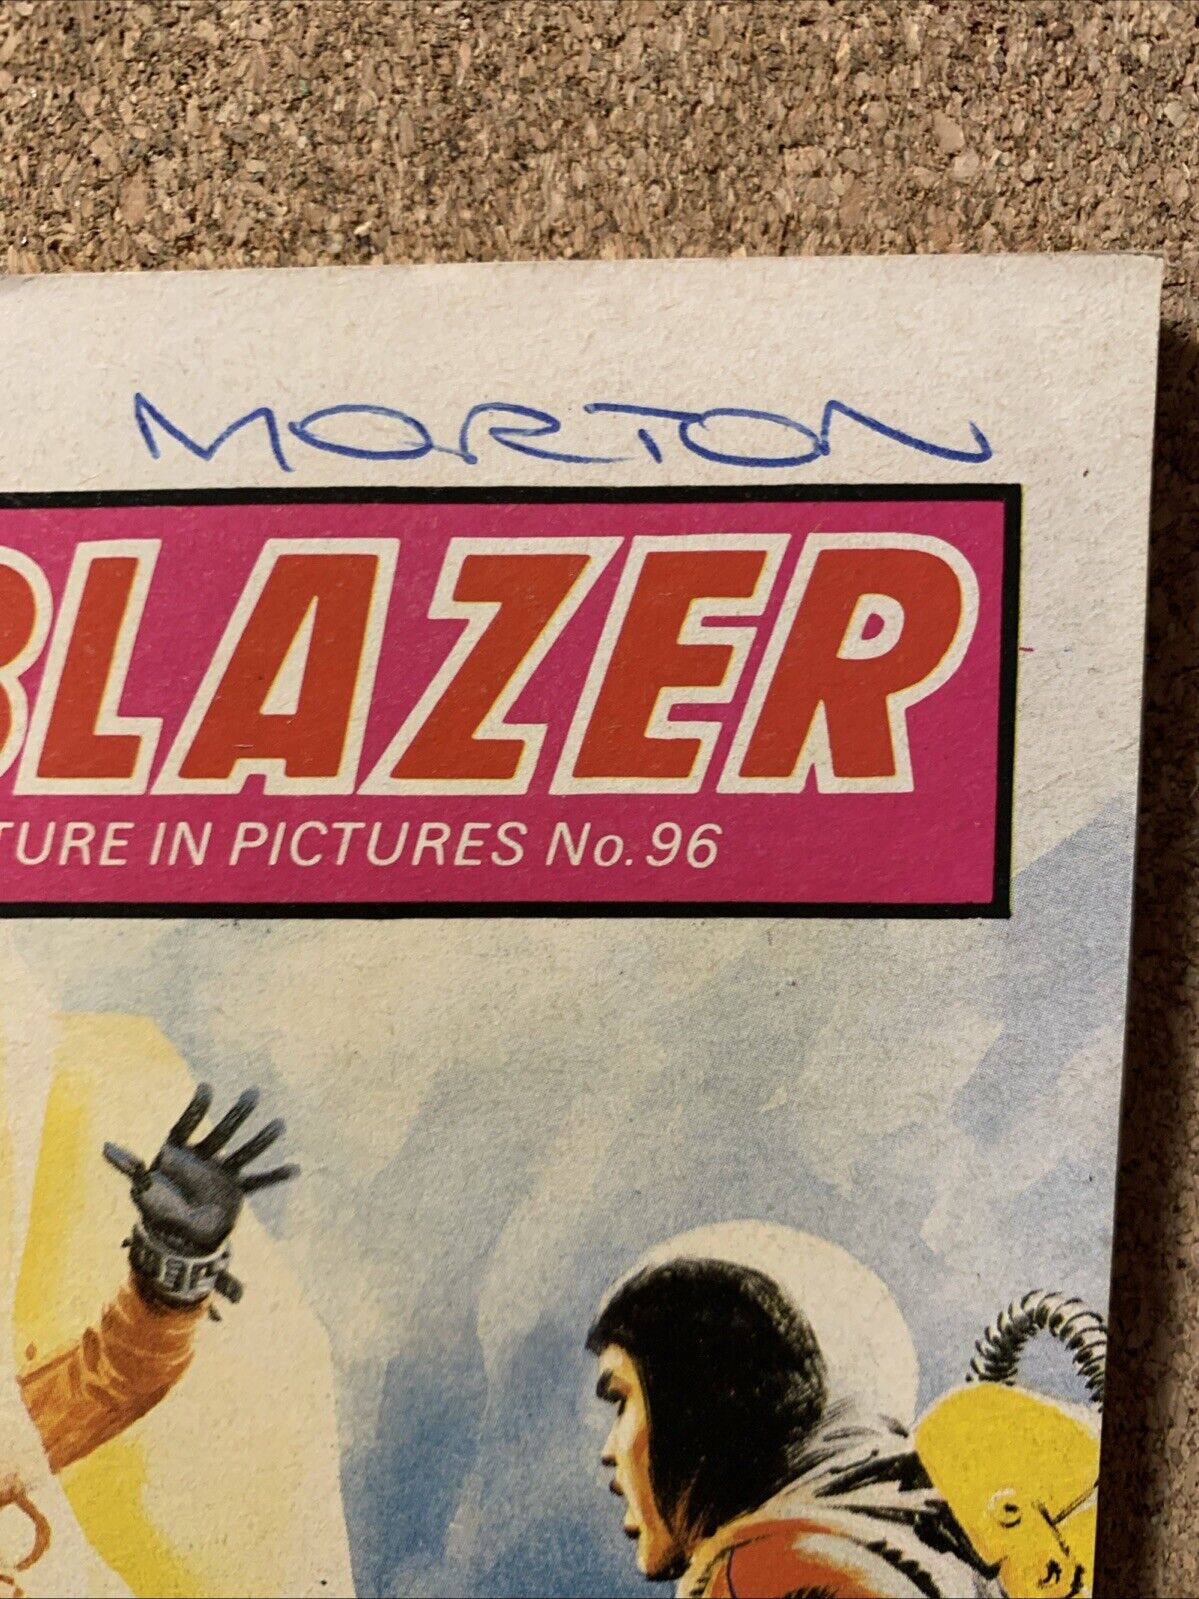 MORTON
BLAZER
TURE IN PICTURES No. 96